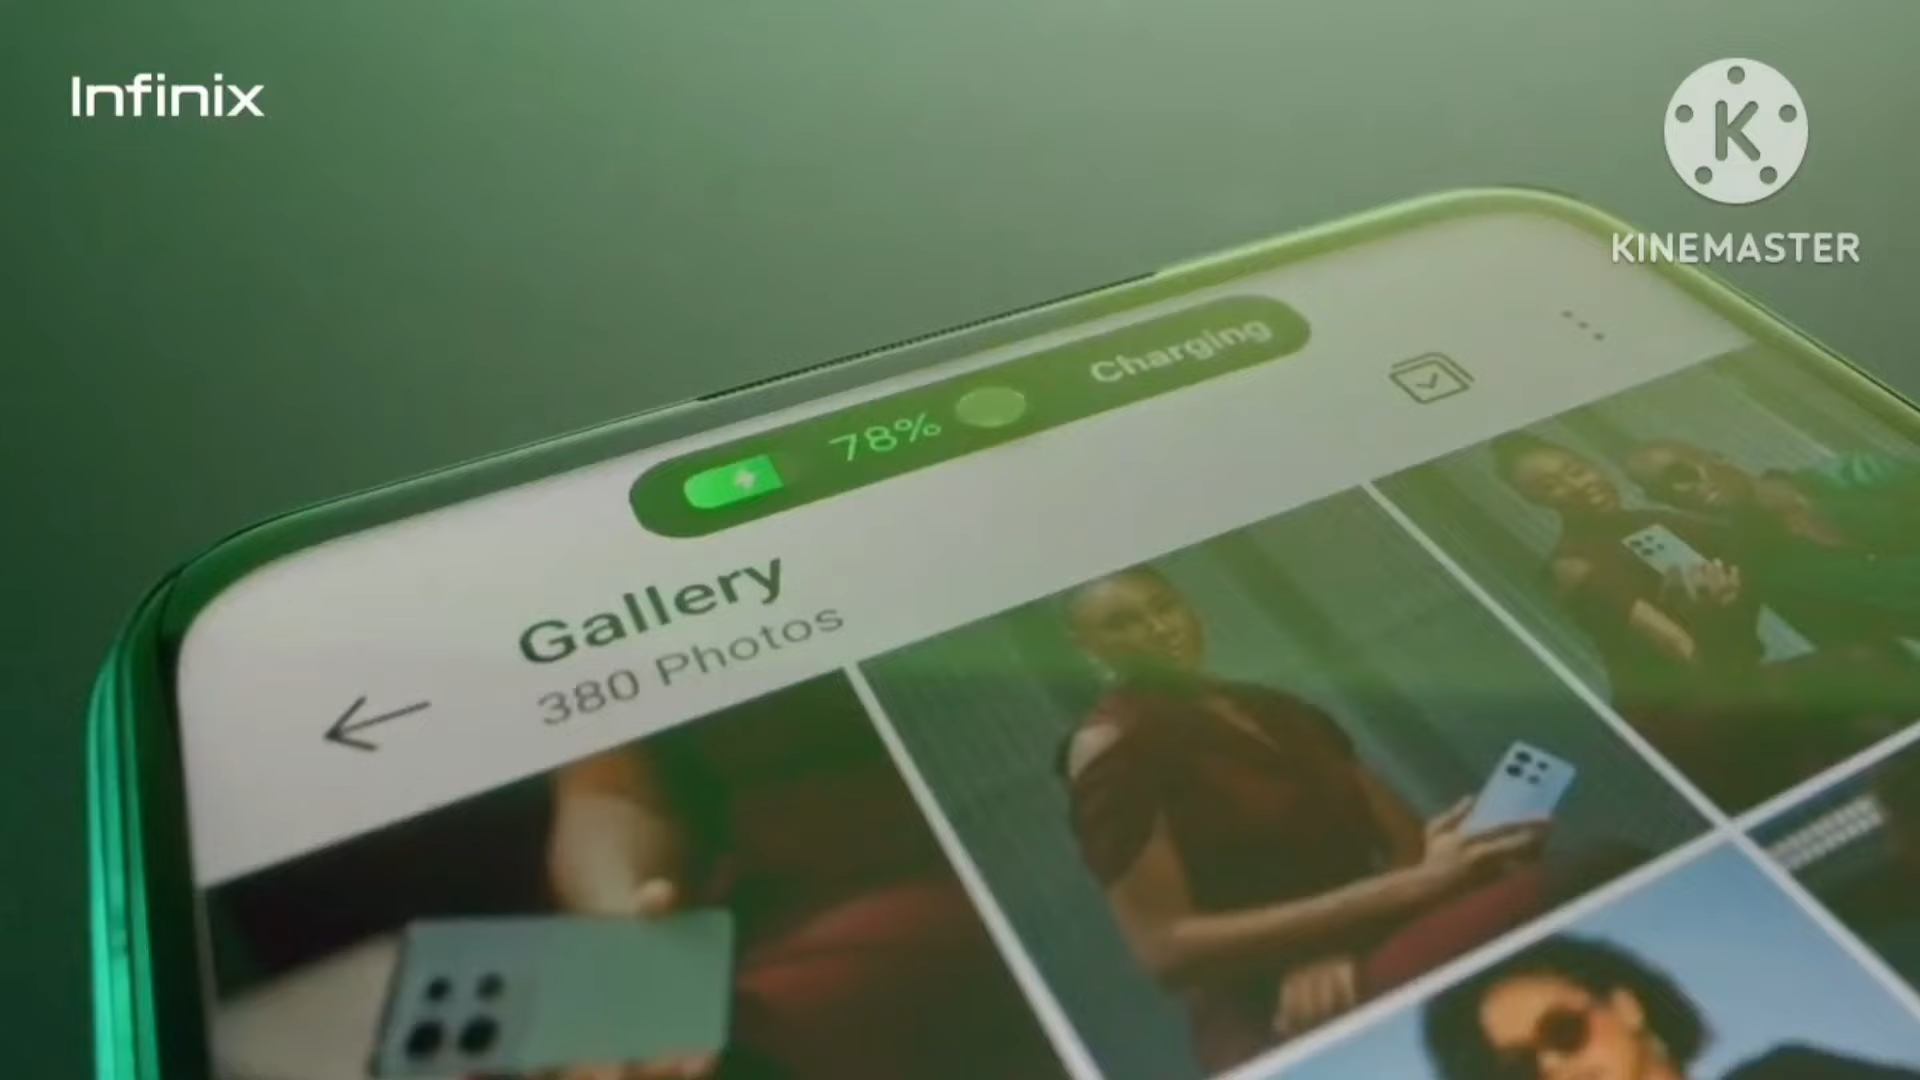 Infinix
K
KINEMASTER
78%
Charging
Gallery
380 Photos